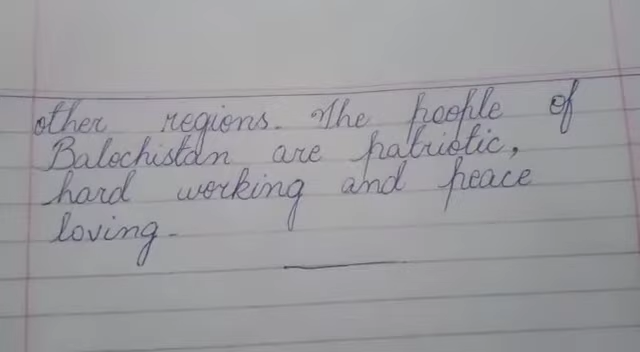 other regions. The people of
Balochistan are patriotic,
hard working and peace
loving.